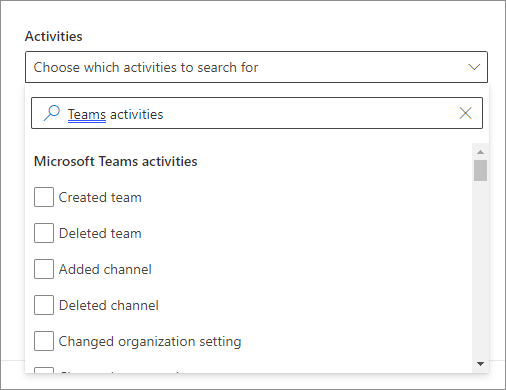 Activities
Choose which activities to search for
Teams activities
Microsoft Teams activities
Created team
Deleted team
Added channel
Deleted channel
Changed organization setting